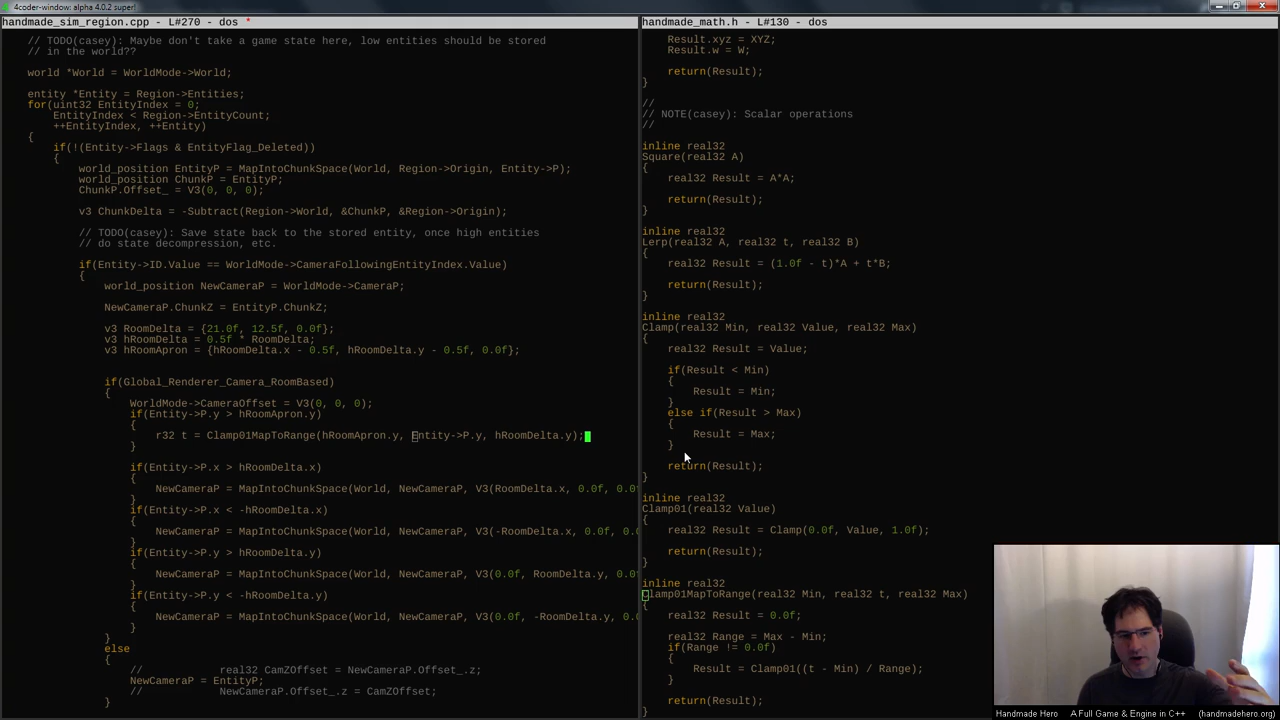 4coder-window: alpha 4.0.2 super!
handmade_sim_region.cpp - L#270 - dos *
// TODO(casey): Maybe don't take a game state here, low entities should be stored
// in the world??
world *World = WorldMode->World;
entity *Entity = Region->Entities;
for(uint32 EntityIndex = 0;
EntityIndex < Region->EntityCount;
++EntityIndex, ++Entity)
{
if(!(Entity->Flags & EntityFlag_Deleted))
{
world_position EntityP = MapIntoChunkSpace(World, Region->Origin, Entity->P);
world_position ChunkP = EntityP;
ChunkP.Offset_ = V3(0, 0, 0);
v3 ChunkDelta = -Subtract(Region->World, &ChunkP, &Region->Origin);
// TODO(casey): Save state back to the stored entity, once high entities
// do state decompression, etc.
if(Entity->ID.Value == WorldMode->CameraFollowingEntityIndex.Value)
{
world_position NewCameraP = WorldMode->CameraP;
NewCameraP.ChunkZ = EntityP.ChunkZ;
v3 RoomDelta = {21.0f, 12.5f, 0.0f};
v3 hRoomDelta = 0.5f * RoomDelta;
v3 hRoomApron = {hRoomDelta.x - 0.5f, hRoomDelta.y - 0.5f, 0.0f};
if(Global_Renderer_Camera_RoomBased)
{
WorldMode->CameraOffset = V3(0, 0, 0);
if(Entity->P.y > hRoomApron.y)
{
r32 t = Clamp01MapToRange(hRoomApron.y, Entity->P.y, hRoomDelta.y);
}
if(Entity->P.x > hRoomDelta.x)
{
NewCameraP = MapIntoChunkSpace(World, NewCameraP, V3(RoomDelta.x, 0.0f, 0.0f
}
if(Entity->P.x < -hRoomDelta.x)
{
NewCameraP = MapIntoChunkSpace(World, NewCameraP, V3(-RoomDelta.x, 0.0f, 0.0
}
if(Entity->P.y > hRoomDelta.y)
{
NewCameraP = MapIntoChunkSpace(World, NewCameraP, V3(0.0f, RoomDelta.y, 0.0f
}
if(Entity->P.y < -hRoomDelta.y)
{
NewCameraP = MapIntoChunkSpace(World, NewCameraP, V3(0.0f, -RoomDelta.y, 0.0
}
}
else
{
// real32 CamZOffset = NewCameraP.Offset_.z;
NewCameraP = EntityP;
// NewCameraP.Offset_.z = CamZOffset;
}
handmade_math.h - L#130 - dos
Result.xyz = XYZ;
Result.w = W;
return(Result);
}
//
// NOTE(casey): Scalar operations
//
inline real32
Square(real32 A)
{
real32 Result = A*A;
return(Result);
}
inline real32
Lerp(real32 A, real32 t, real32 B)
{
real32 Result = (1.0f - t)*A + t*B;
return(Result);
}
inline real32
Clamp(real32 Min, real32 Value, real32 Max)
{
real32 Result = Value;
if(Result < Min)
{
Result = Min;
}
else if(Result > Max)
{
Result = Max;
}
return(Result);
}
inline real32
Clamp01(real32 Value)
{
real32 Result = Clamp(0.0f, Value, 1.0f);
return(Result);
}
inline real32
Clamp01MapToRange(real32 Min, real32 t, real32 Max)
{
real32 Result = 0.0f;
real32 Range = Max - Min;
if(Range != 0.0f)
{
Result = Clamp01((t - Min) / Range);
}
return(Result);
}
Handmade Hero A Full Game & Engine in C++ (handmadehero.org)